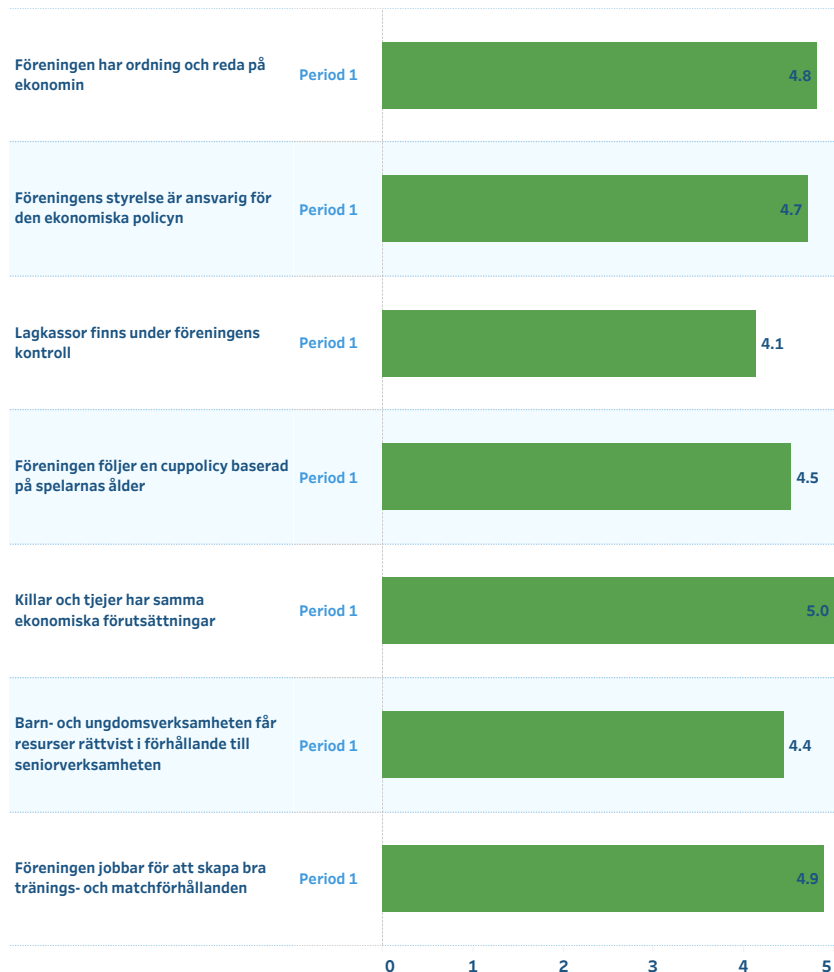 Föreningen har ordning och reda på
ekonomin
Period 1
4.8
Föreningens styrelse är ansvarig för
den ekonomiska policyn
Period 1
4.7
Lagkassor finns under föreningens
kontroll
Period 1
4.1
Föreningen följer en cuppolicy baserad
på spelarnas ålder
Period 1
4.5
Killar och tjejer har samma
ekonomiska förutsättningar
Period 1
5.0
Barn- och ungdomsverksamheten får
resurser rättvist i förhållande till
seniorverksamheten
Period 1
4.4
Föreningen jobbar för att skapa bra
tränings- och matchförhållanden
Period 1
4.9
0 1 2 3 4 5